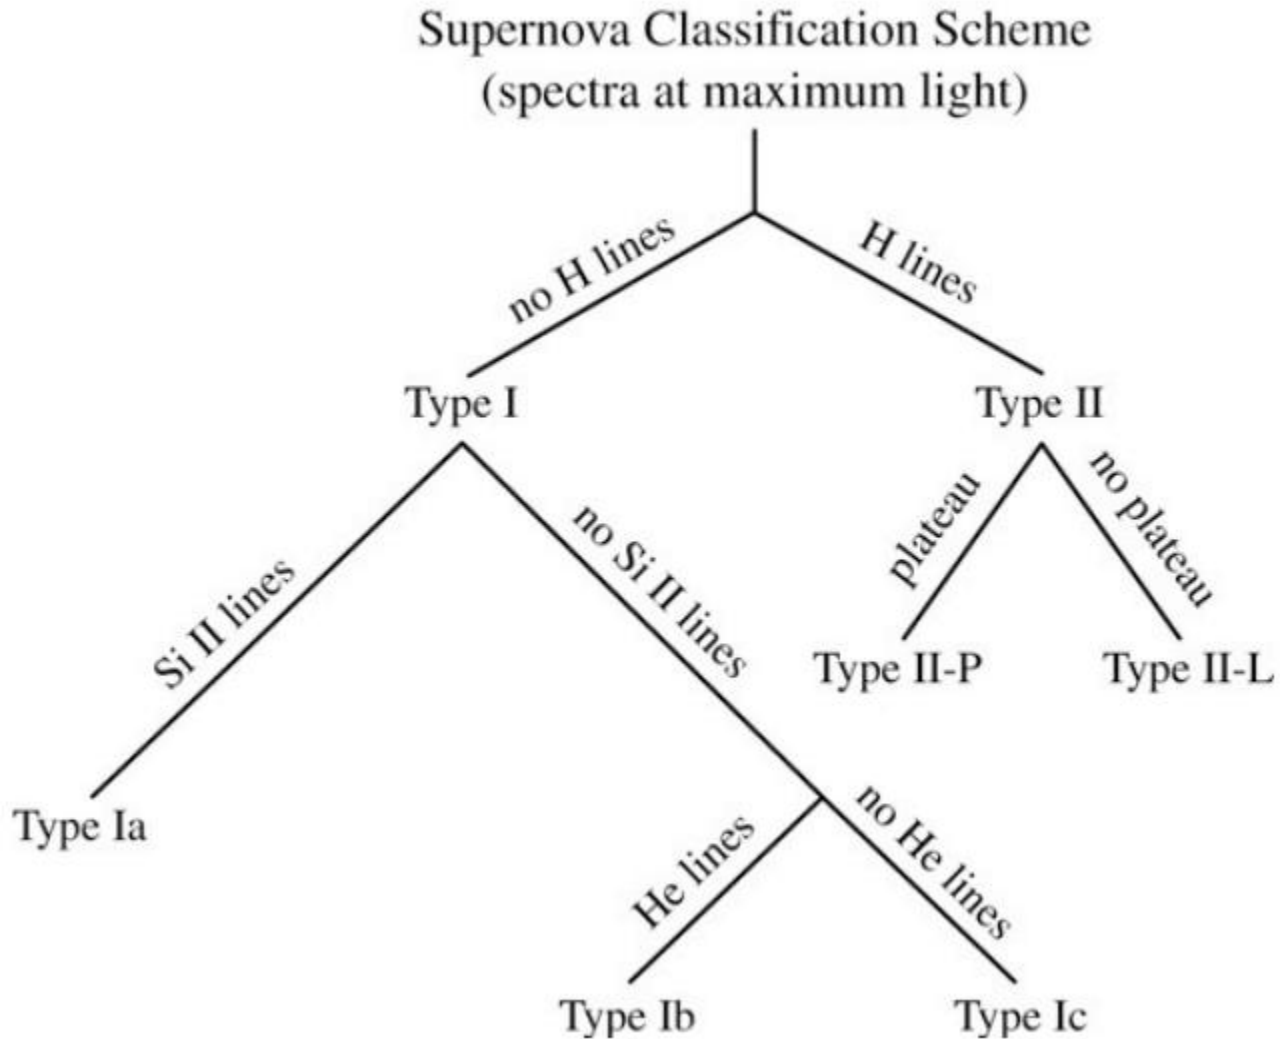 Supernova Classification Scheme
(spectra at maximum light)
no H lines
H lines
Type I
Type II
Si II lines
no Si II lines
plateau
no plateau
Type II-P
Type II-L
Type Ia
He lines
no He lines
Type Ib
Type Ic